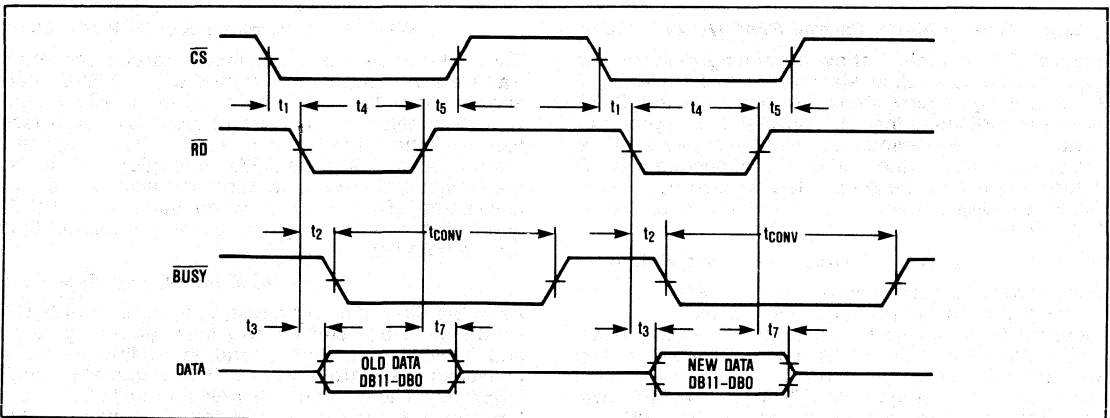 CS
t1 t4 t5 t1 t4 t5
RD
t2 tCONV t2 tCONV
BUSY
t3 t7 t3 t7
DATA
OLD DATA
DB11-DB0
NEW DATA
DB11-DB0